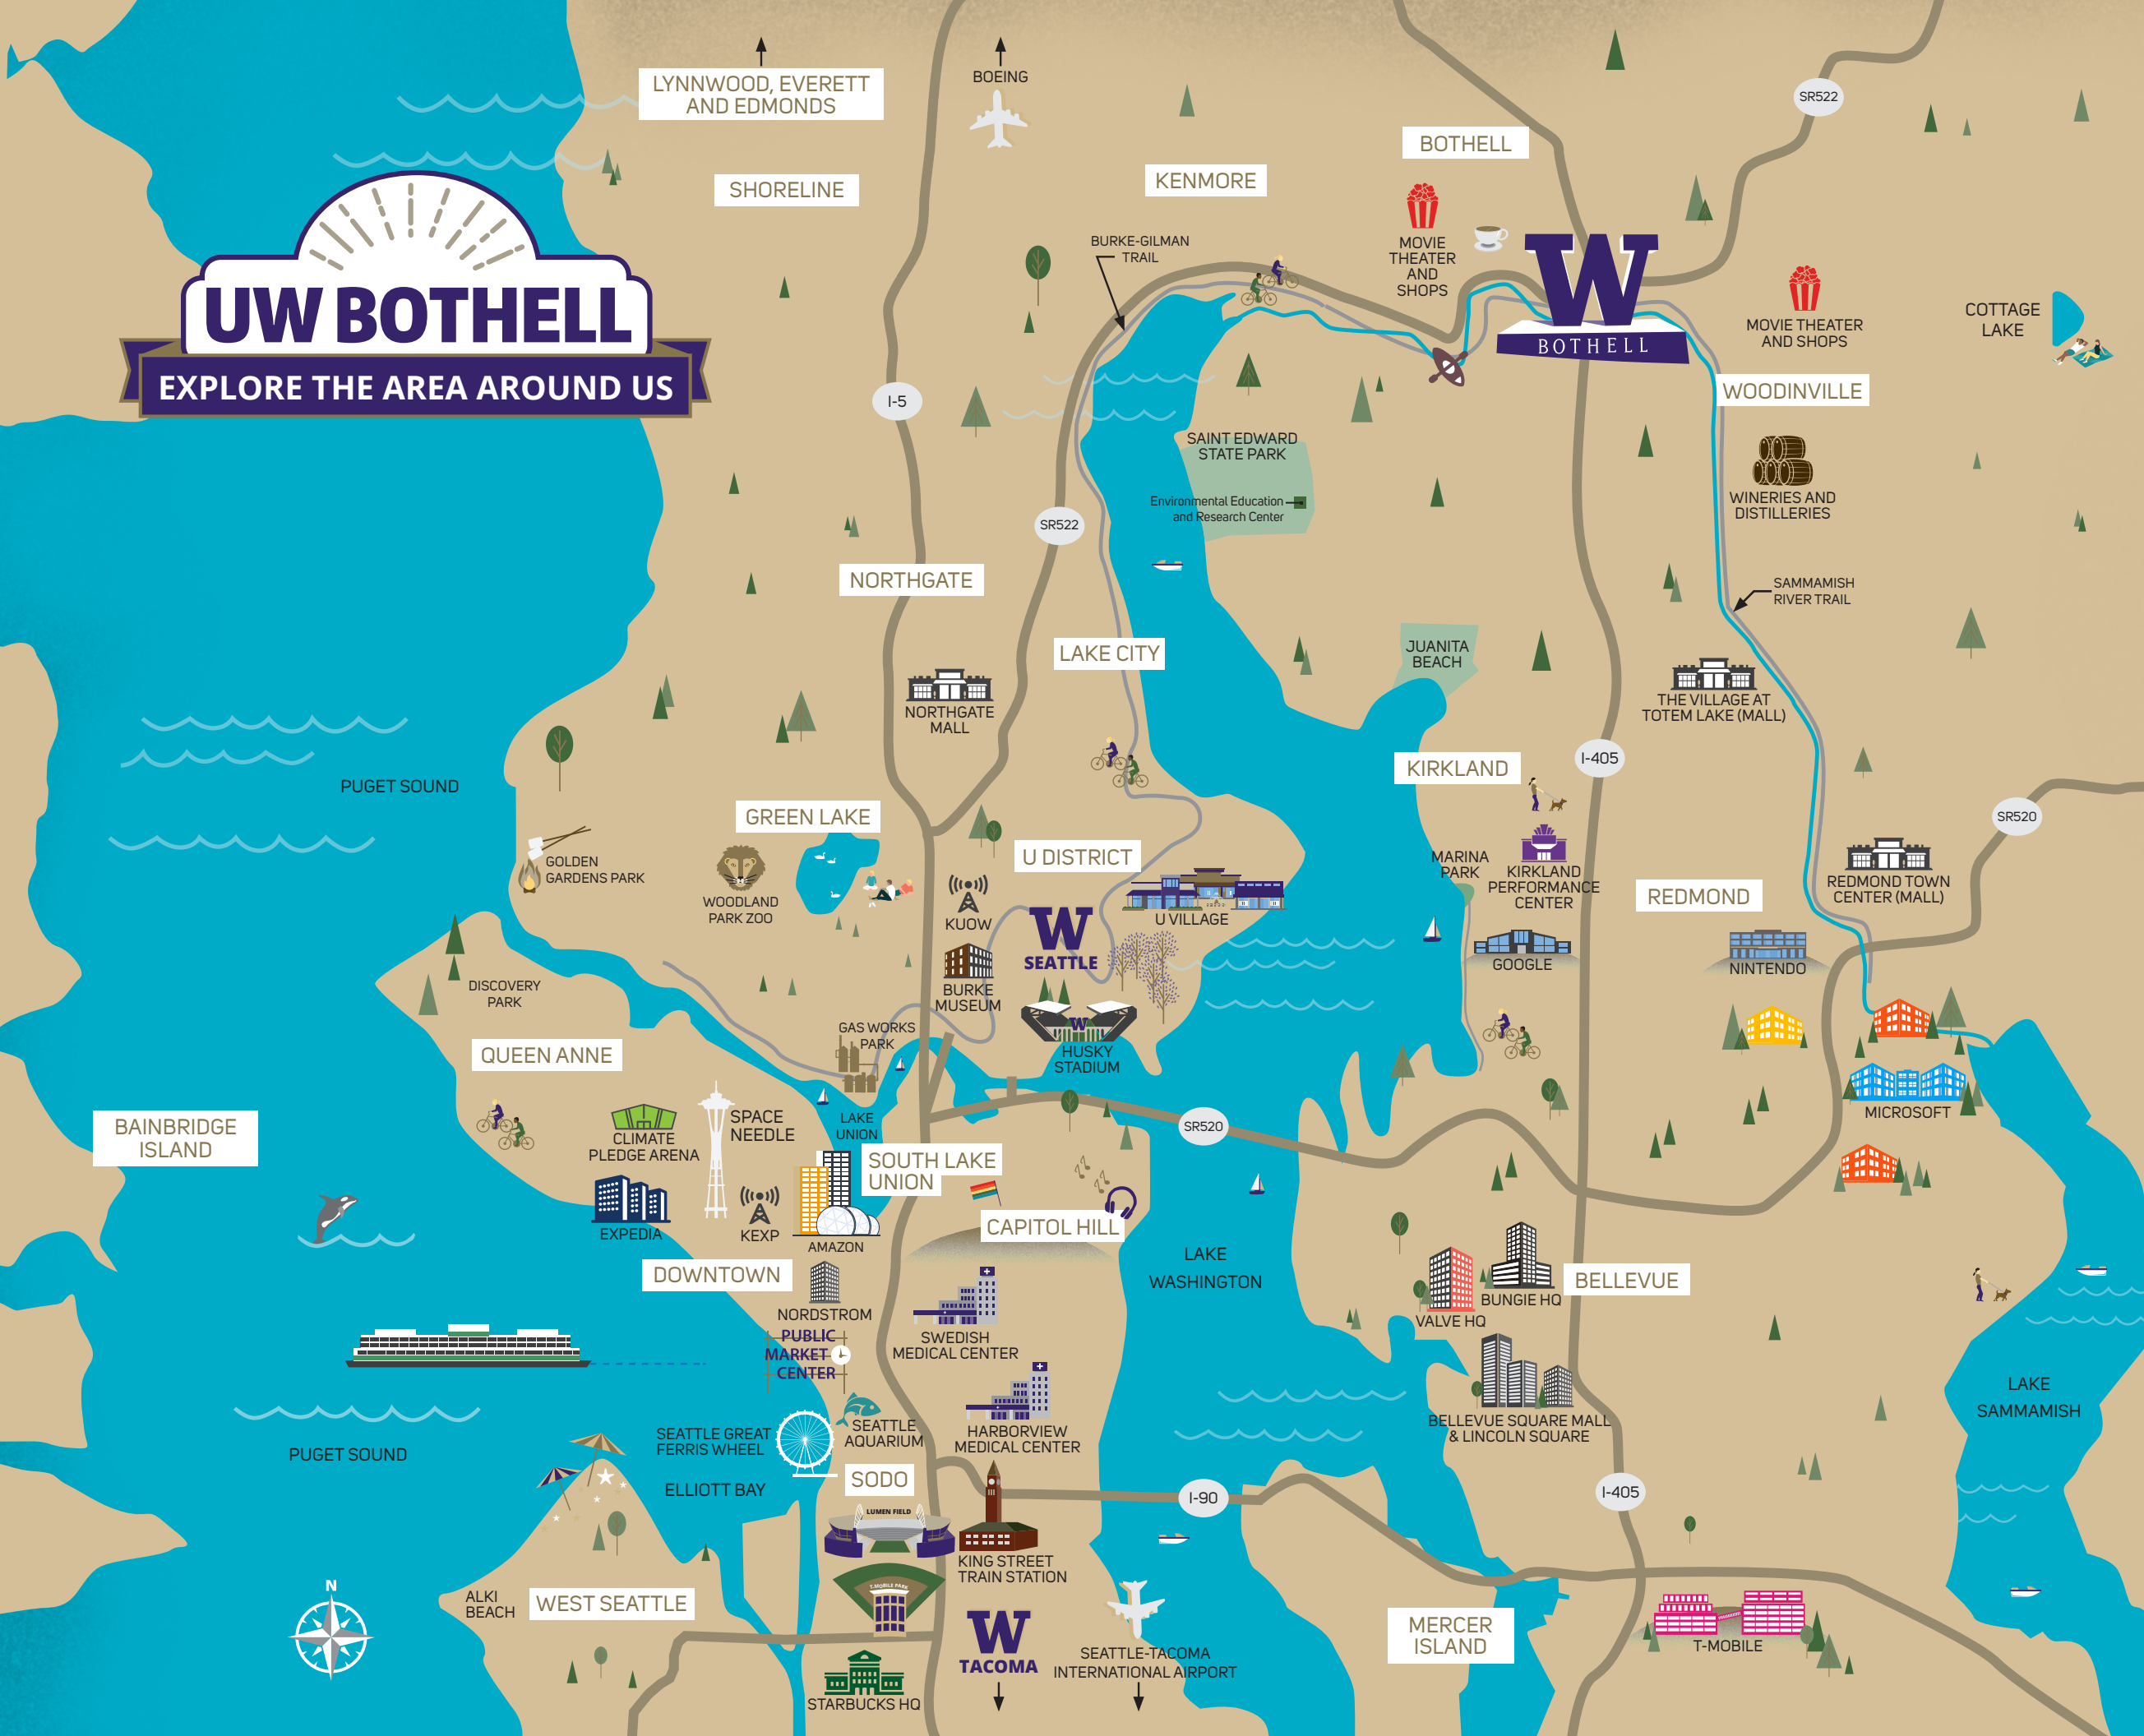 LYNNWOOD, EVERETT
AND EDMONDS
BOEING
SHORELINE
KENMORE
BOTHELL
SR522
UW BOTHELL
EXPLORE THE AREA AROUND US
BURKE-GILMAN
TRAIL
MOVIE
THEATER
AND
SHOPS
W
BOTHELL
MOVIE THEATER
AND SHOPS
COTTAGE
LAKE
I-5
WOODINVILLE
SAINT EDWARD
STATE PARK
Environmental Education
and Research Center
WINERIES AND
DISTILLERIES
SR522
NORTHGATE
SAMMAMISH
RIVER TRAIL
LAKE CITY
JUANITA
BEACH
NORTHGATE
MALL
THE VILLAGE AT
TOTEM LAKE (MALL)
PUGET SOUND
KIRKLAND
I-405
GREEN LAKE
SR520
GOLDEN
GARDENS PARK
WOODLAND
PARK ZOO
U DISTRICT
KUOW
U VILLAGE
MARINA
PARK
KIRKLAND
PERFORMANCE
CENTER
REDMOND
REDMOND TOWN
CENTER (MALL)
W
SEATTLE
GOOGLE
NINTENDO
DISCOVERY
PARK
BURKE
MUSEUM
GAS WORKS
PARK
W
HUSKY
STADIUM
QUEEN ANNE
BAINBRIDGE
ISLAND
CLIMATE
PLEDGE ARENA
SPACE
NEEDLE
LAKE
UNION
SR520
MICROSOFT
SOUTH LAKE
UNION
EXPEDIA
KEXP
AMAZON
CAPITOL HILL
LAKE
WASHINGTON
DOWNTOWN
NORDSTROM
BUNGIE HQ
BELLEVUE
VALVE HQ
PUBLIC
MARKET
CENTER
SWEDISH
MEDICAL CENTER
LAKE
SAMMAMISH
SEATTLE GREAT
FERRIS WHEEL
SEATTLE
AQUARIUM
HARBORVIEW
MEDICAL CENTER
BELLEVUE SQUARE MALL
& LINCOLN SQUARE
PUGET SOUND
ELLIOTT BAY
SODO
I-90
I-405
LUMEN FIELD
KING STREET
TRAIN STATION
T-MOBILE PARK
N
ALKI
BEACH
WEST SEATTLE
W
TACOMA
SEATTLE-TACOMA
INTERNATIONAL AIRPORT
MERCER
ISLAND
T-MOBILE
STARBUCKS HQ